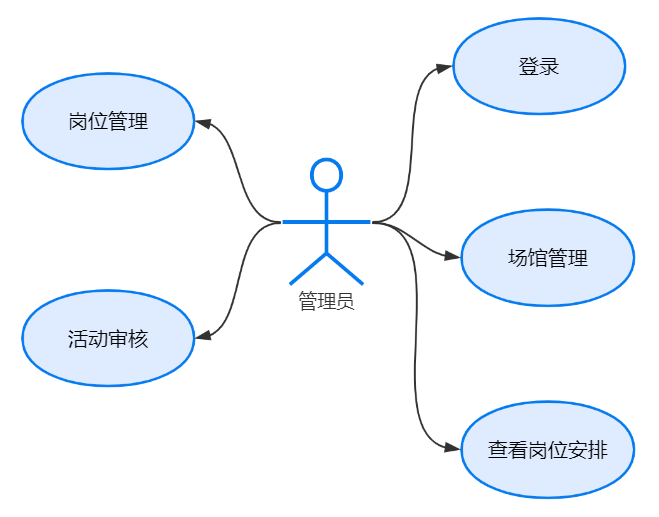 登录
岗位管理
场馆管理
管理员
活动审核
查看岗位安排